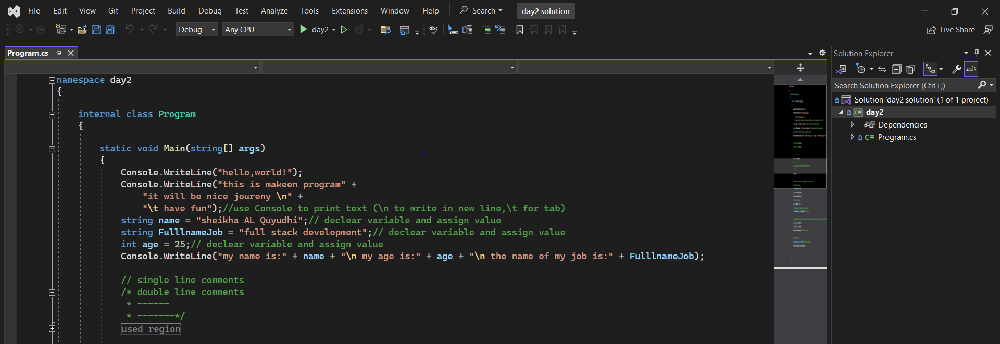 File Edit View Git Project Build Debug Test Analyze Tools Extensions Window Help Search day2 solution
Debug Any CPU day2 abc Live Share
Program.cs
Solution Explorer
Search Solution Explorer (Ctrl+;)
Solution 'day2 solution' (1 of 1 project)
C# day2
Dependencies
C# Program.cs
namespace day2
{
internal class Program
{
static void Main(string[] args)
{
Console.WriteLine("hello,world!");
Console.WriteLine("this is makeen program" +
"it will be nice joureny \n" +
"\t have fun");//use Console to print text (\n to write in new line,\t for tab)
string name = "sheikha AL Quyudhi";// declear variable and assign value
string FulllnameJob = "full stack development";// declear variable and assign value
int age = 25;// declear variable and assign value
Console.WriteLine("my name is:" + name + "\n my age is:" + age + "\n the name of my job is:" + FulllnameJob);
// single line comments
/* double line comments
* ------
* -------*/
used region